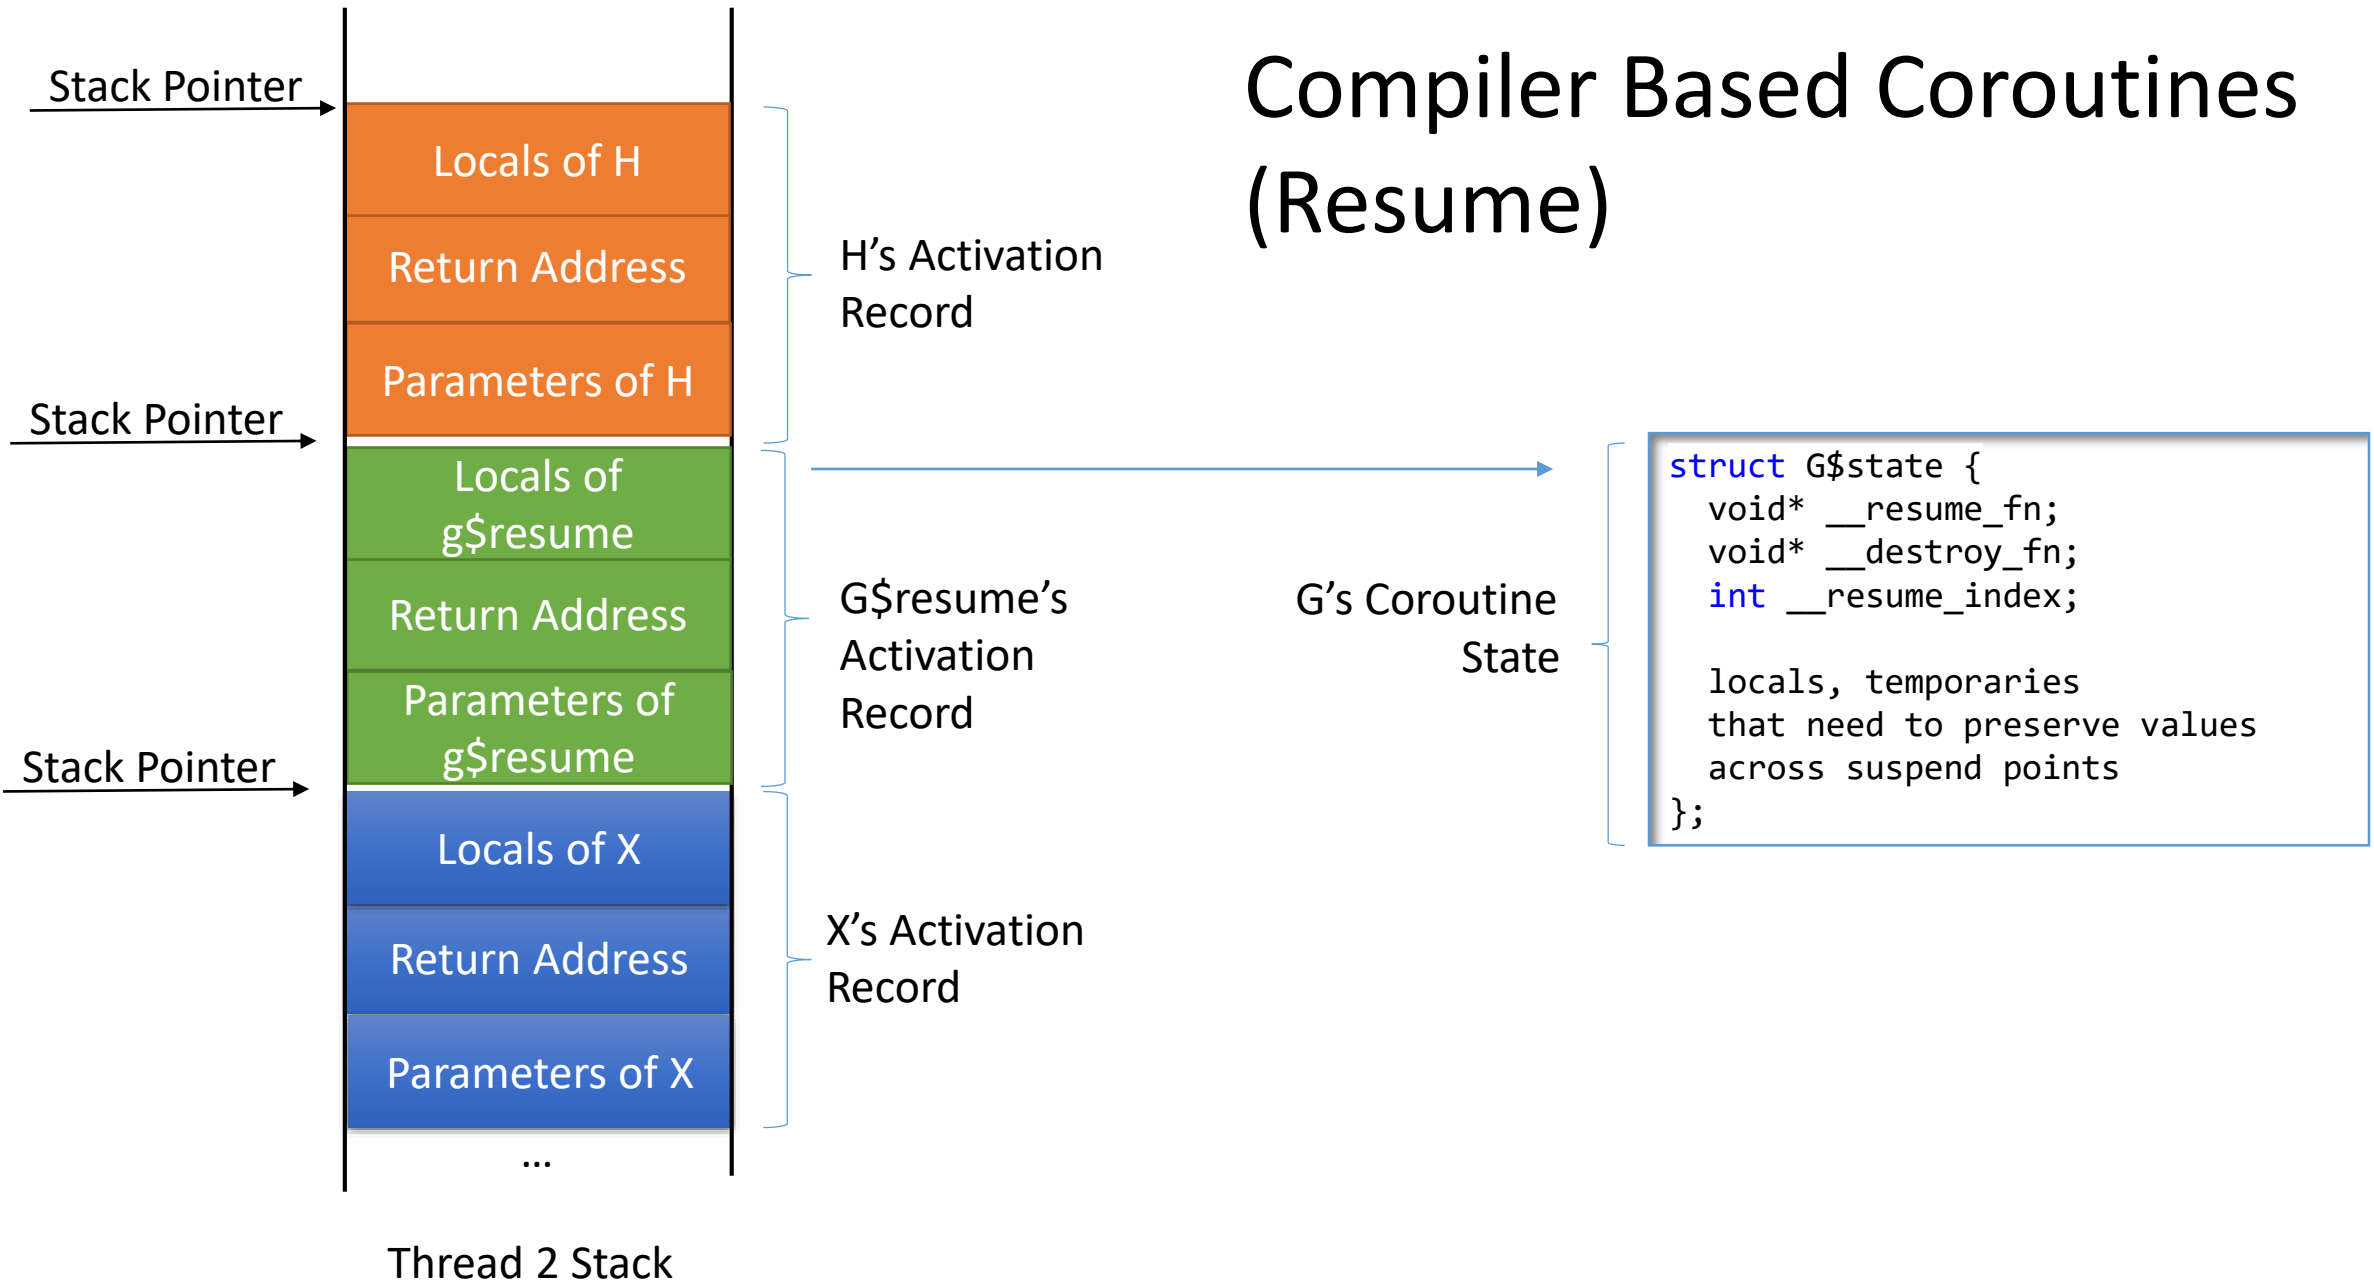 Compiler Based Coroutines
(Resume)
Stack Pointer
Locals of H
Return Address
Parameters of H
H’s Activation
Record
Stack Pointer
Locals of
g$resume
Return Address
Parameters of
g$resume
G$resume’s
Activation
Record
Stack Pointer
Locals of X
Return Address
Parameters of X
X’s Activation
Record
...
Thread 2 Stack
G’s Coroutine
State
struct G$state {
  void* __resume_fn;
  void* __destroy_fn;
  int __resume_index;
  locals, temporaries
  that need to preserve values
  across suspend points
};